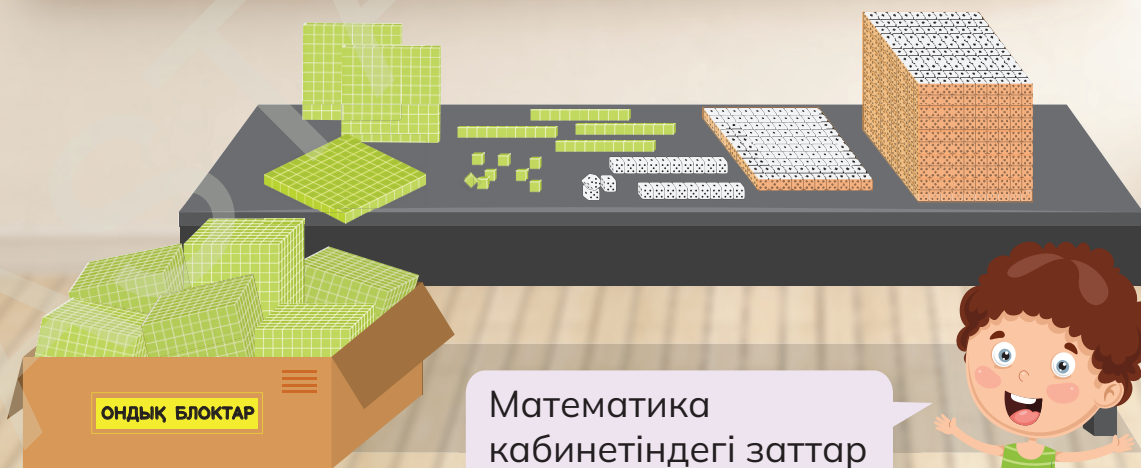 ОНДЫҚ БЛОКТАР
Математика
кабинетіндегі заттар